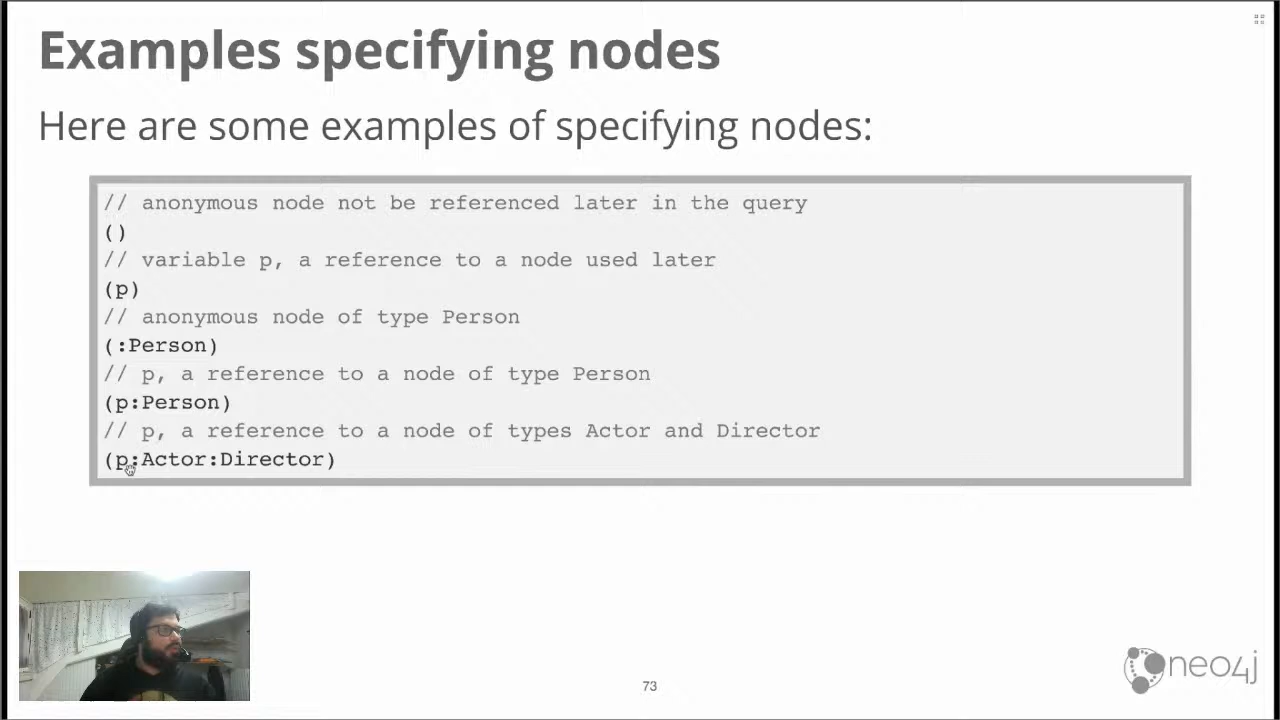 Examples specifying nodes
Here are some examples of specifying nodes:
// anonymous node not be referenced later in the query
()
// variable p, a reference to a node used later
(p)
// anonymous node of type Person
(:Person)
// p, a reference to a node of type Person
(p:Person)
// p, a reference to a node of types Actor and Director
(p:Actor:Director)
neo4j
73